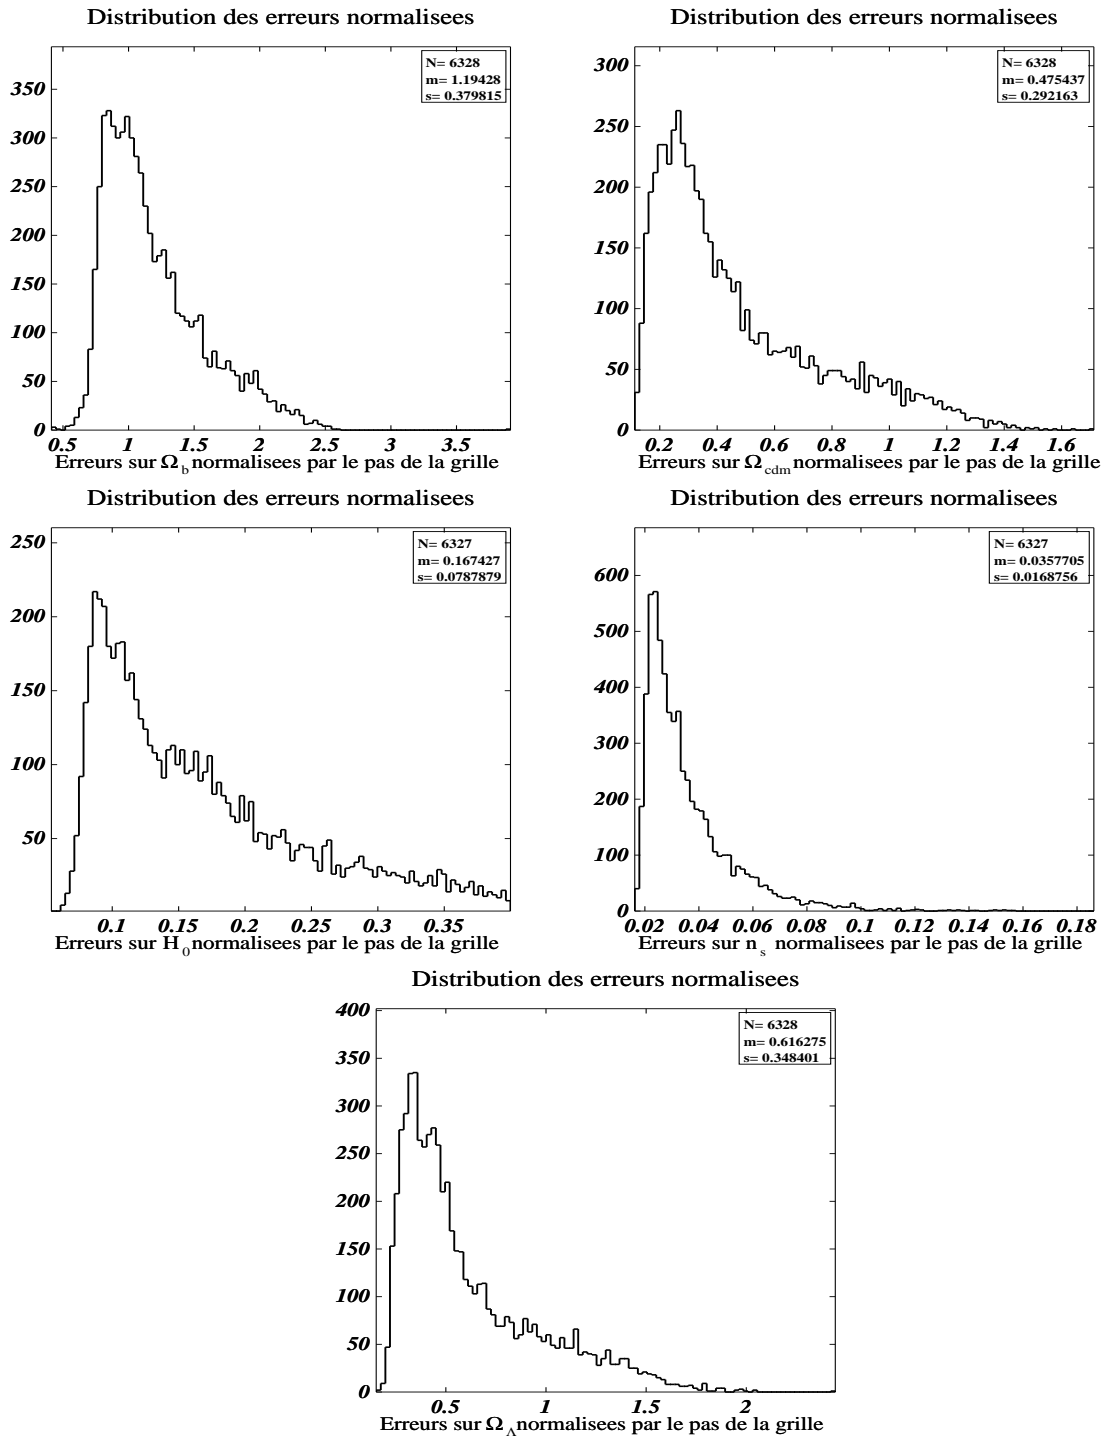 Distribution des erreurs normalisees
N= 6328
m= 1.19428
s= 0.379815
350
300
250
200
150
100
50
0
0.5 1 1.5 2 2.5 3 3.5
Erreurs sur Ω_b normalisees par le pas de la grille
Distribution des erreurs normalisees
N= 6328
m= 0.475437
s= 0.292163
300
250
200
150
100
50
0
0.2 0.4 0.6 0.8 1 1.2 1.4 1.6
Erreurs sur Ω_cdm normalisees par le pas de la grille
Distribution des erreurs normalisees
N= 6327
m= 0.167427
s= 0.0787879
250
200
150
100
50
0.1 0.15 0.2 0.25 0.3 0.35
Erreurs sur H_0 normalisees par le pas de la grille
Distribution des erreurs normalisees
N= 6327
m= 0.0357705
s= 0.0168756
600
500
400
300
200
100
0
0.02 0.04 0.06 0.08 0.1 0.12 0.14 0.16 0.18
Erreurs sur n_s normalisees par le pas de la grille
Distribution des erreurs normalisees
N= 6328
m= 0.616275
s= 0.348401
400
350
300
250
200
150
100
50
0
0.5 1 1.5 2
Erreurs sur Ω_Λ normalisees par le pas de la grille